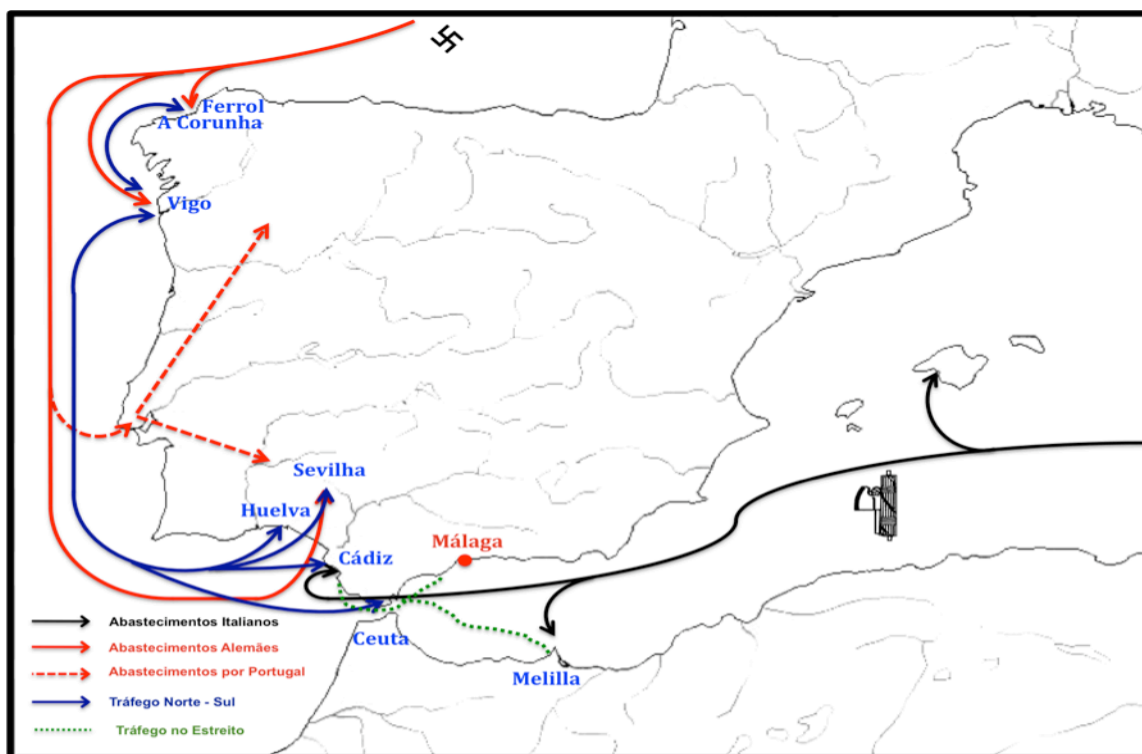 Ferrol
A Corunha
Vigo
Sevilha
Huelva
Cádiz
Málaga
Ceuta
Melilla
Abastecimentos Italianos
Abastecimentos Alemães
Abastecimentos por Portugal
Tráfego Norte - Sul
Tráfego no Estreito